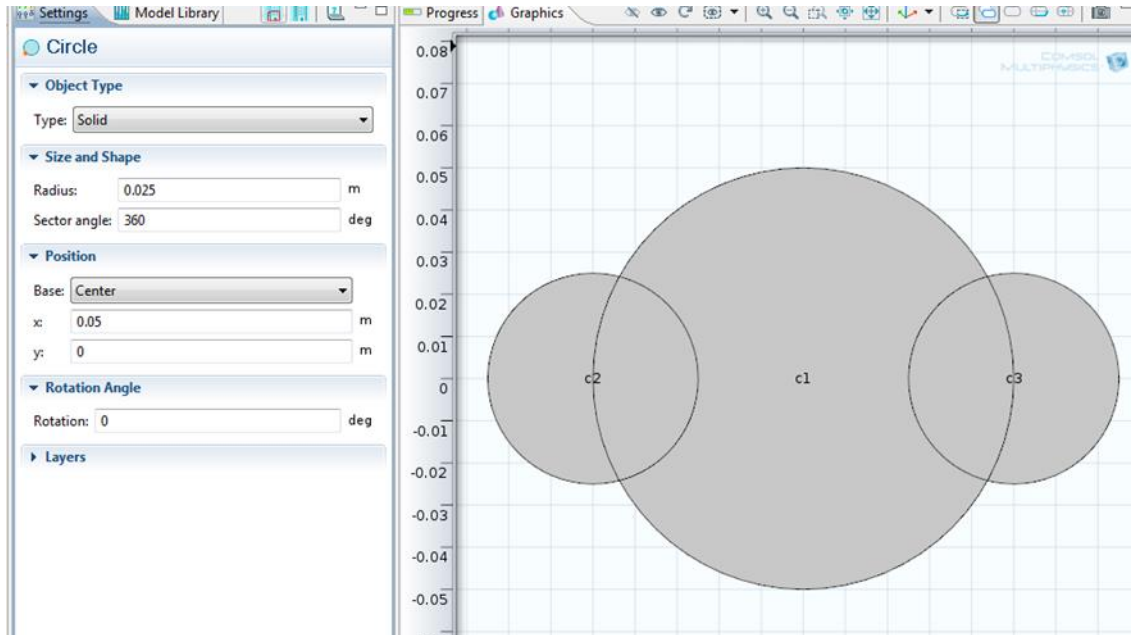 Settings Model Library
Circle
Object Type
Type: Solid
Size and Shape
Radius: 0.025 m
Sector angle: 360 deg
Position
Base: Center
x: 0.05 m
y: 0 m
Rotation Angle
Rotation: 0 deg
Layers
Progress Graphics
COMSOL
MULTIPHYSICS
0.08
0.07
0.06
0.05
0.04
0.03
0.02
0.01
0
-0.01
-0.02
-0.03
-0.04
-0.05
c2 c1 c3